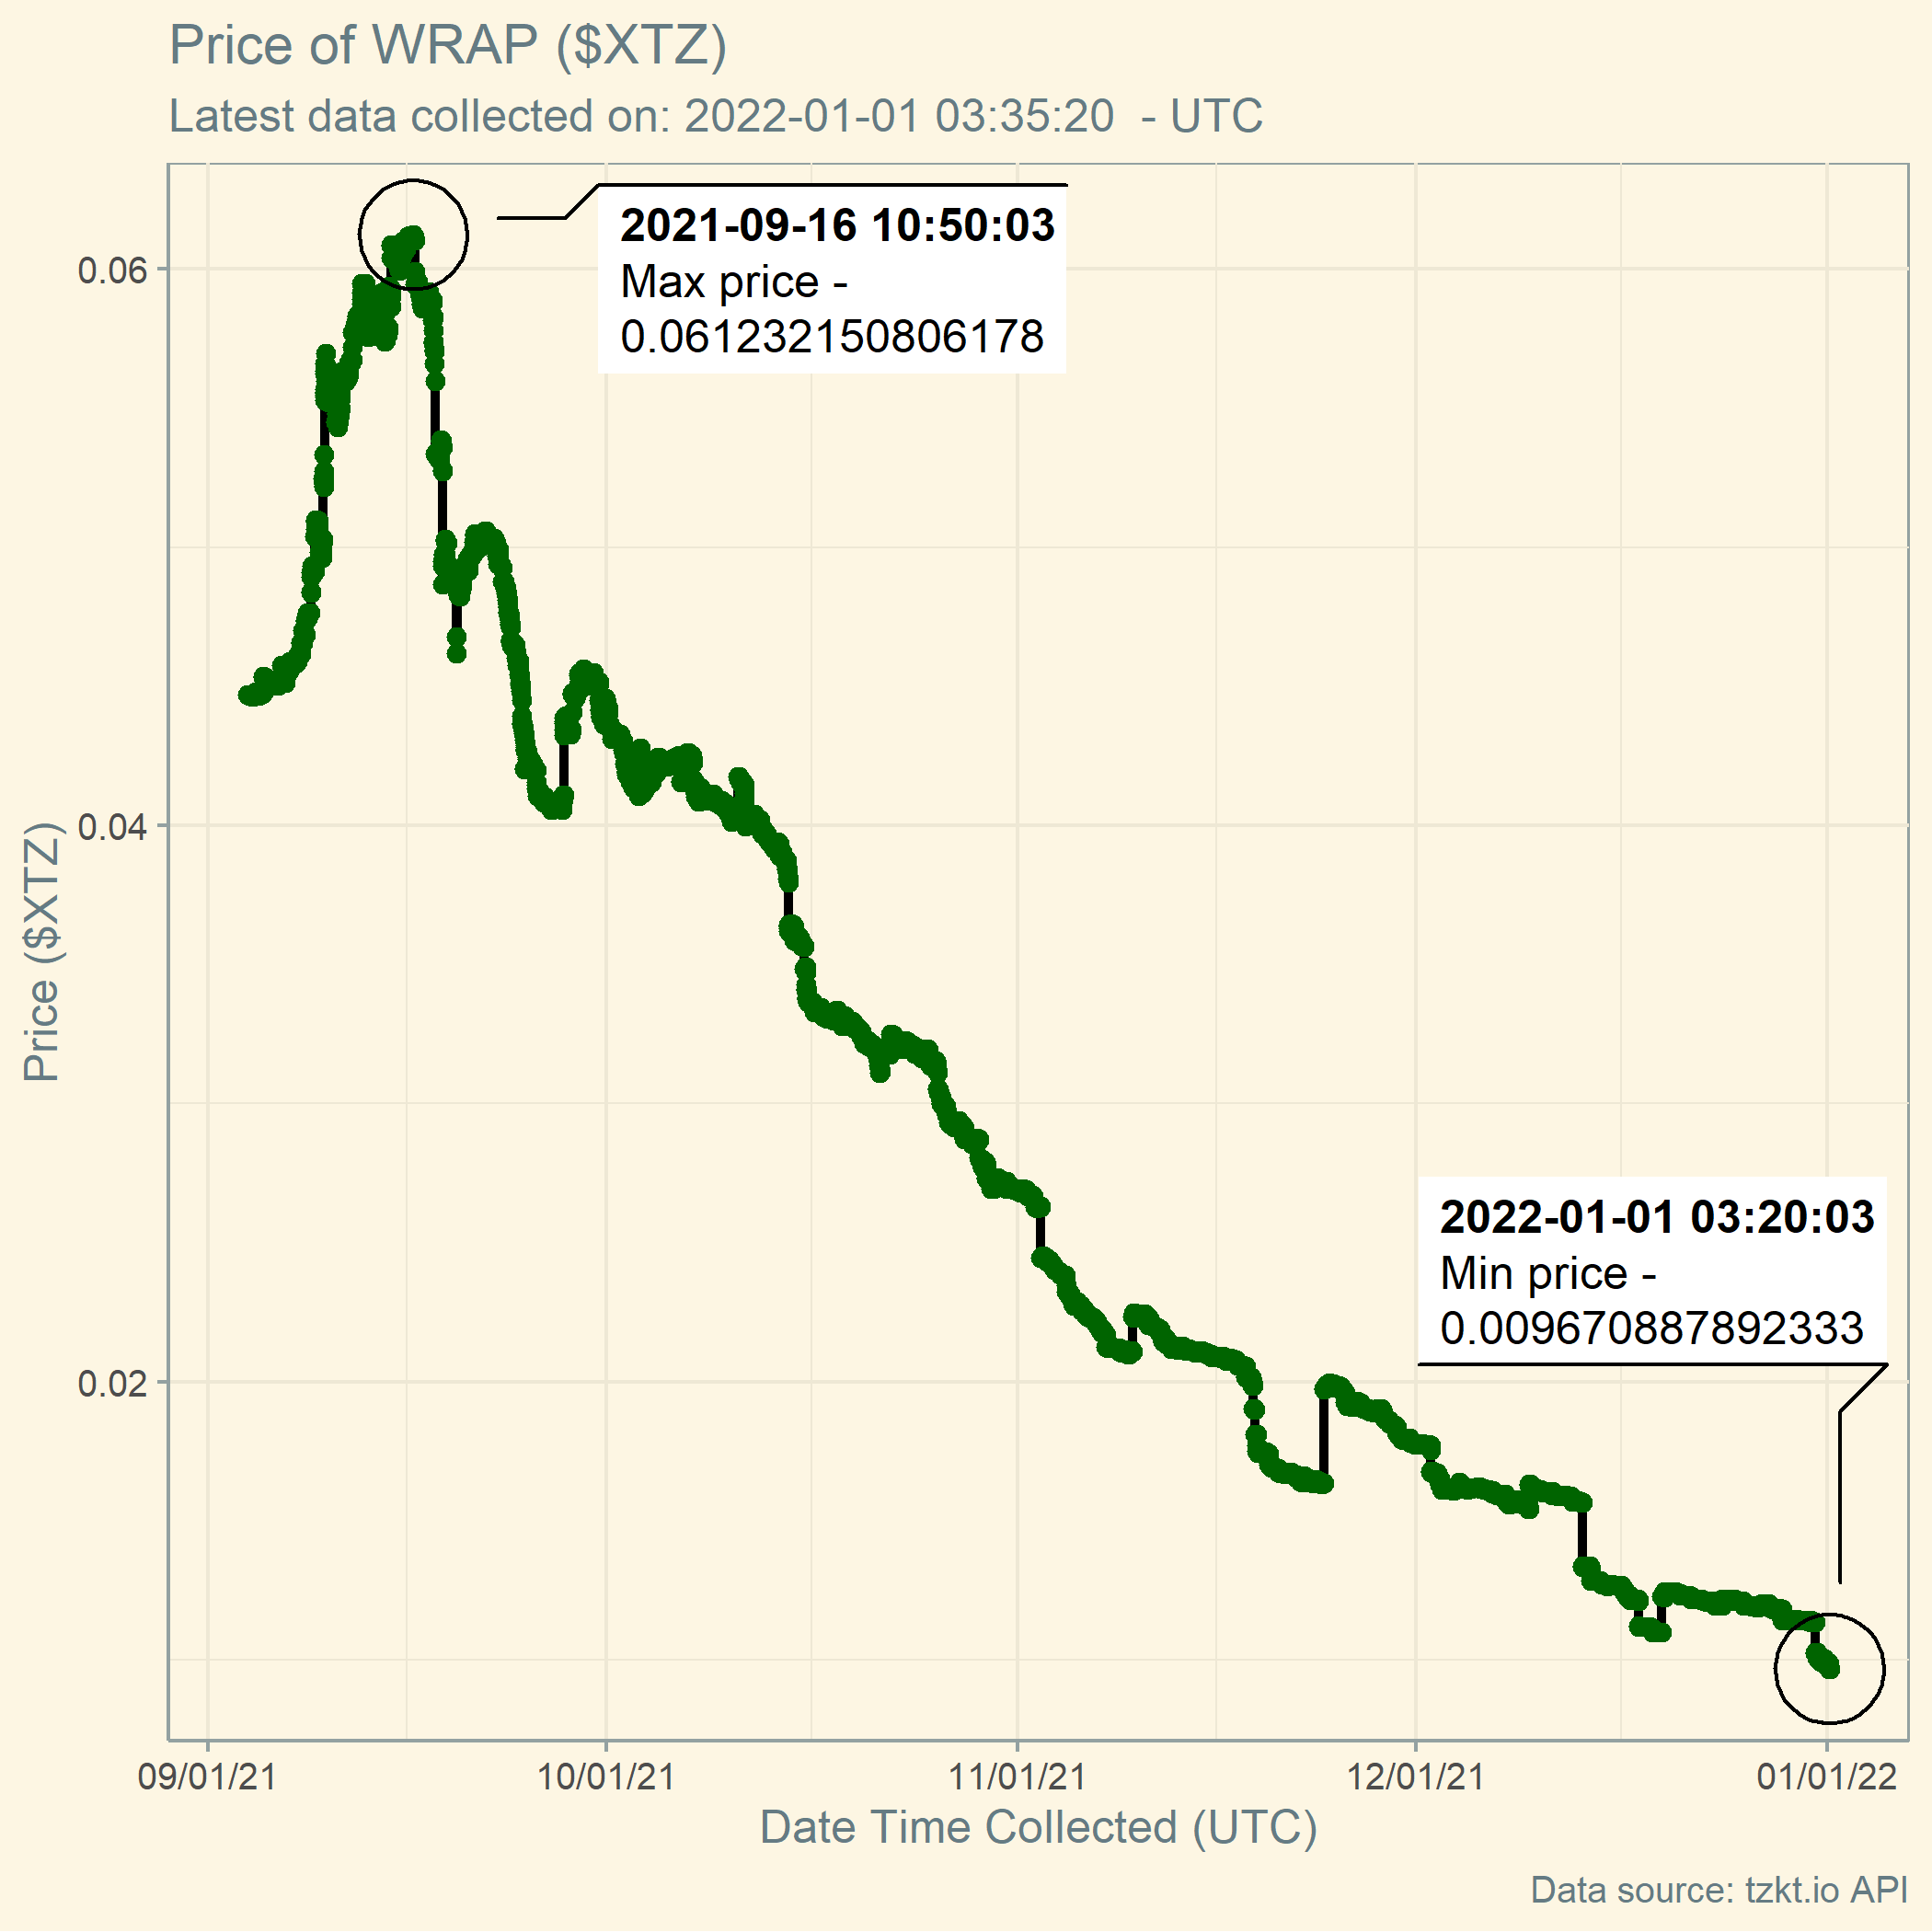 Price of WRAP ($XTZ)
Latest data collected on: 2022-01-01 03:35:20  - UTC
2021-09-16 10:50:03
Max price -
0.061232150806178
0.06
0.04
0.02
Price ($XTZ)
2022-01-01 03:20:03
Min price -
0.009670887892333
09/01/21
10/01/21
11/01/21
12/01/21
01/01/22
Date Time Collected (UTC)
Data source: tzkt.io API